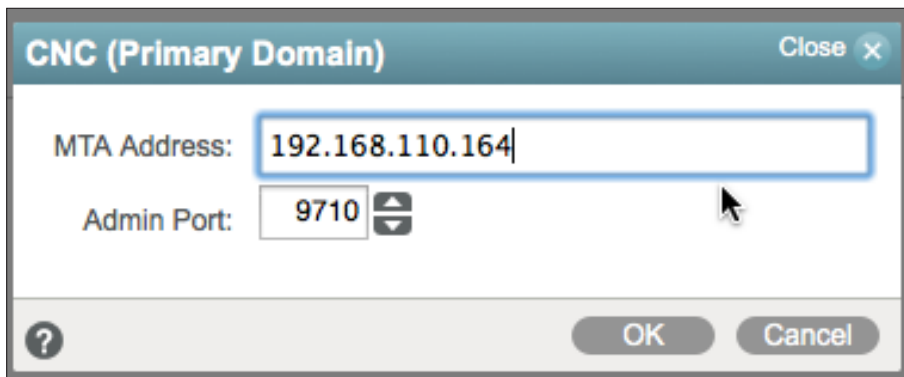 CNC (Primary Domain) Close
MTA Address: 192.168.110.164
Admin Port: 9710
? OK Cancel